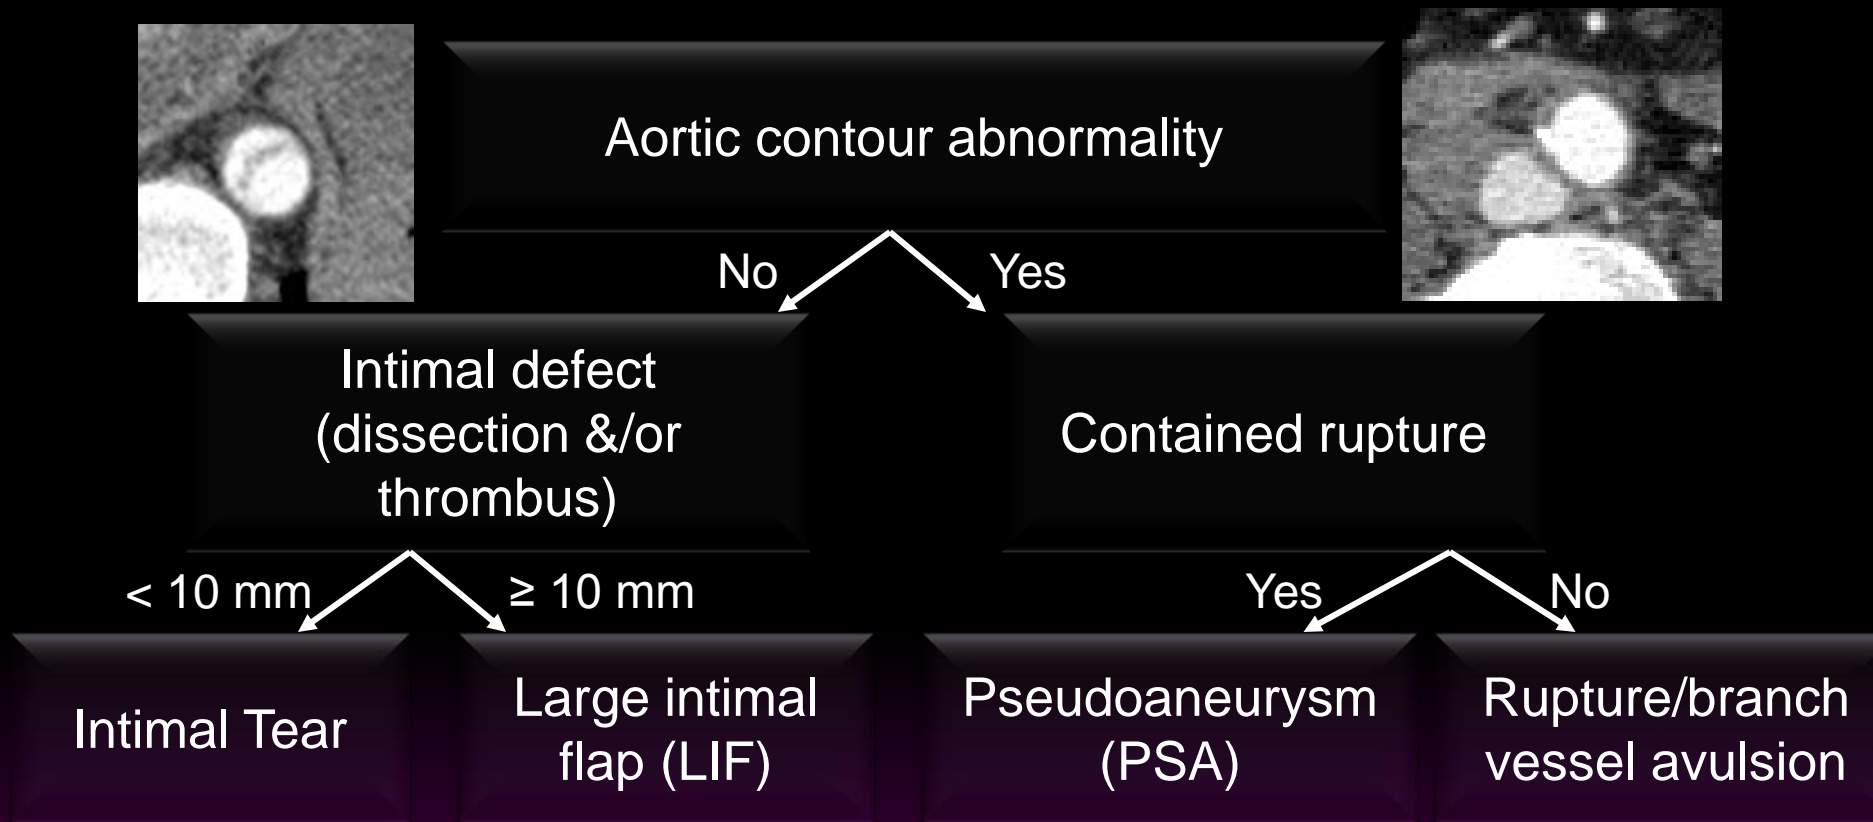 Aortic contour abnormality
No
Yes
Intimal defect
(dissection &/or
thrombus)
Contained rupture
< 10 mm
≥ 10 mm
Yes
No
Intimal Tear
Large intimal
flap (LIF)
Pseudoaneurysm
(PSA)
Rupture/branch
vessel avulsion